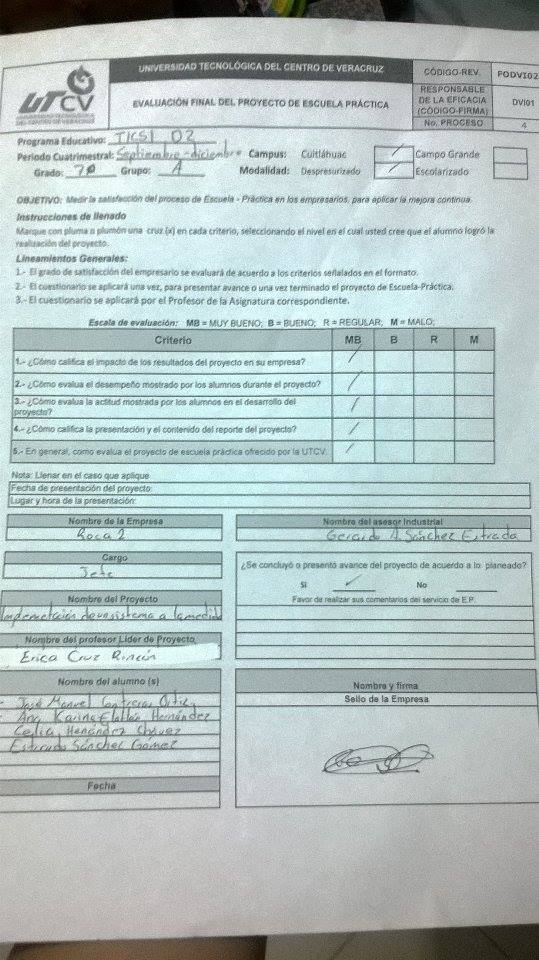 UTCV
UNIVERSIDAD TECNOLÓGICA
DEL CENTRO DE VERACRUZ
UNIVERSIDAD TECNOLÓGICA DEL CENTRO DE VERACRUZ
EVALUACIÓN FINAL DEL PROYECTO DE ESCUELA PRÁCTICA
CÓDIGO-REV. PODVI02
RESPONSABLE DE LA EFICACIA (CÓDIGO-FIRMA) DVI01
No. PROCESO 4
Programa Educativo: TICSI 02
Periodo Cuatrimestral: Septiembre-diciembre Campus: Cuitláhuac / Campo Grande
Grado: 7º Grupo: A Modalidad: Despresurizado / Escolarizado
OBJETIVO: Medir la satisfacción del proceso de Escuela - Práctica en los empresarios, para aplicar la mejora continua.
Instrucciones de llenado
Marque con pluma o plumón una cruz (x) en cada criterio, seleccionando el nivel en el cual usted cree que el alumno logró la
realización del proyecto.
Lineamientos Generales:
1.- El grado de satisfacción del empresario se evaluará de acuerdo a los criterios señalados en el formato.
2.- El cuestionario se aplicará una vez, para presentar avance o una vez terminado el proyecto de Escuela-Práctica.
3.- El cuestionario se aplicará por el Profesor de la Asignatura correspondiente.
Escala de evaluación: MB = MUY BUENO; B = BUENO; R = REGULAR; M = MALO;
Criterio MB B R M
1.- ¿Cómo califica el impacto de los resultados del proyecto en su empresa? /
2.- ¿Cómo evalua el desempeño mostrado por los alumnos durante el proyecto? /
3.- ¿Cómo evalua la actitud mostrada por los alumnos en el desarrollo del
proyecto? /
4.- ¿Cómo califica la presentación y el contenido del reporte del proyecto? /
5.- En general, como evalua el proyecto de escuela práctica ofrecido por la UTCV. /
Nota: Llenar en el caso que aplique
Fecha de presentación del proyecto:
Lugar y hora de la presentación:
Nombre de la Empresa
Roca 2
Nombre del asesor Industrial
Gerardo A. Sánchez Estrada
Cargo
Jefe
¿Se concluyó o presentó avance del proyecto de acuerdo a lo planeado?
Si / No
Favor de realizar sus comentarios del servicio de E.P.
Nombre del Proyecto
Implementación de un sistema a la medida
Nombre del profesor Líder de Proyecto
Erica Cruz Rincón
Nombre del alumno (s)
José Manuel Contreras Ortiz
Karina Hernández
Celia Hernández Chávez
Sánchez Gómez
Fecha
Nombre y firma
Sello de la Empresa